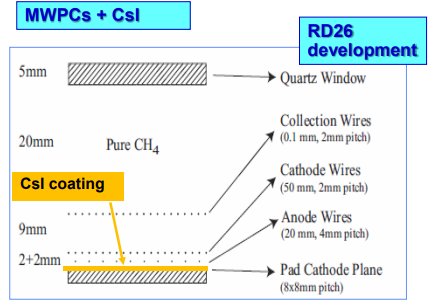 MWPCs + CsI
RD26
development
5mm
Quartz Window
Collection Wires
(0.1 mm, 2mm pitch)
20mm
Pure CH4
Cathode Wires
(50 mm, 2mm pitch)
CsI coating
9mm
Anode Wires
(20 mm, 4mm pitch)
2+2mm
Pad Cathode Plane
(8x8mm pitch)